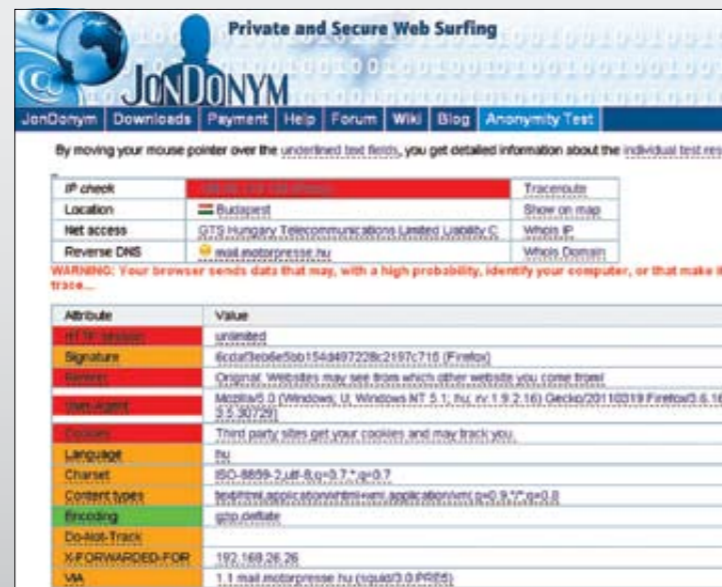 Private and Secure Web Surfing
JONDONYM
JonDonym Downloads Payment Help Forum Wiki Blog Anonymity Test
By moving your mouse pointer over the underlined text fields, you get detailed information about the individual test res
IP check Traceroute
Location Budapest Show on map
Net access GTS Hungary Telecommunications Limited Liability C Whois IP
Reverse DNS mail.motorpresse.hu Whois Domain
WARNING: Your browser sends data that may, with a high probability, identify your computer, or that make it
trace...
Attribute Value
HTTP session unlimited
Signature (Firefox)
Referer Original. Websites may see from which other website you come from!
User-Agent Mozilla/5.0 (Windows; U; Windows NT 5.1; hu; rv:1.9.2.16) Gecko/20110319 Firefox/3.6.16
3.5.30729)
Cookies Third party sites get your cookies and may track you.
Language hu
Charset ISO-8859-2,utf-8;q=0.7,*;q=0.7
Content types text/html,application/xhtml+xml,application/xml;q=0.9,*/*;q=0.8
Encoding gzip,deflate
Do-Not-Track
X-FORWARDED-FOR 192.168.26.26
VIA 1.1 mail.motorpresse.hu (squid/3.0.PRE5)